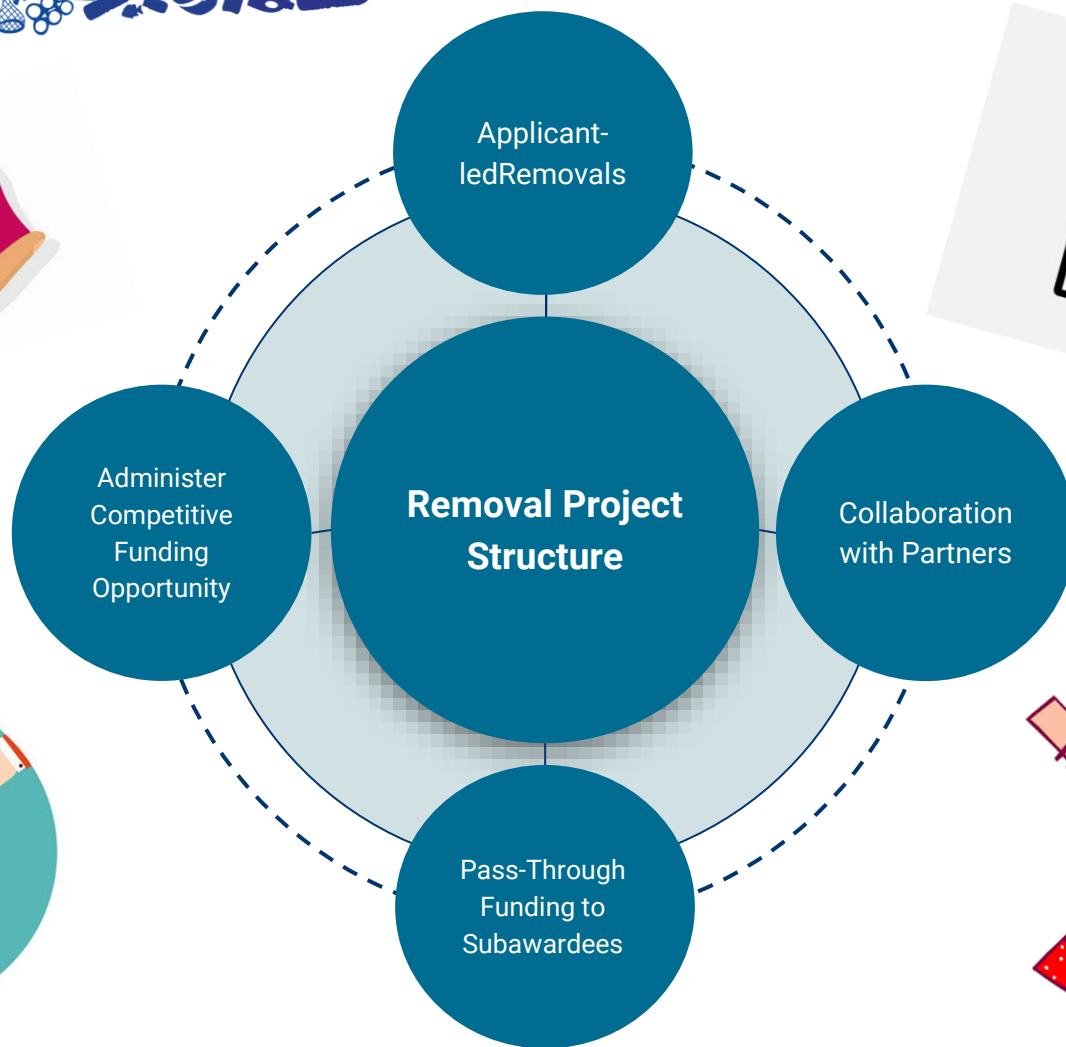 Applicant-
ledRemovals
Administer
Competitive
Funding
Opportunity
Removal Project
Structure
Collaboration
with Partners
Pass-Through
Funding to
Subawardees